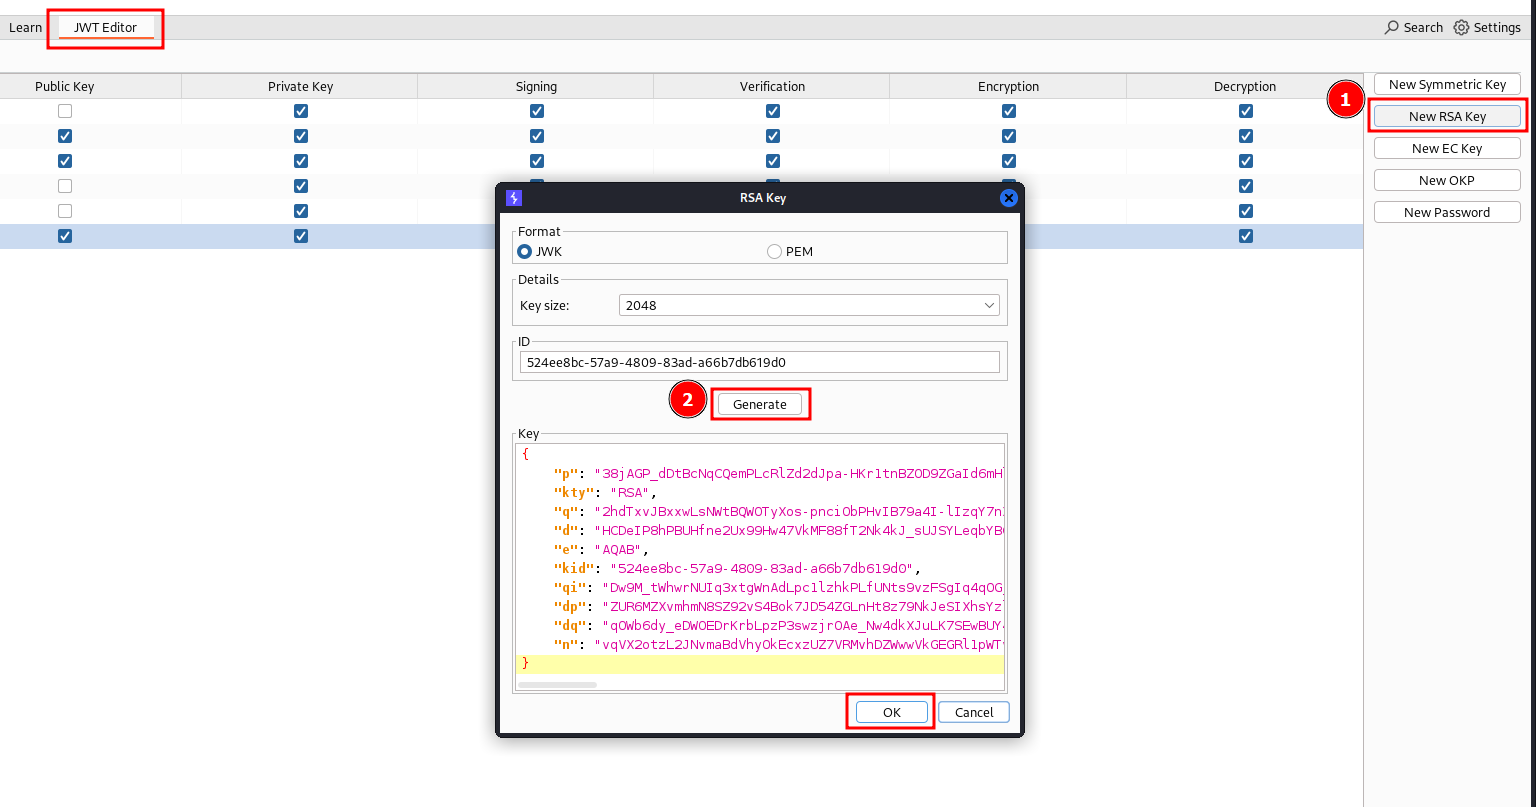 Learn JWT Editor Search Settings
Public Key Private Key Signing Verification Encryption Decryption
New Symmetric Key
1
New RSA Key
New EC Key
New OKP
New Password
RSA Key
Format
JWK PEM
Details
Key size: 2048
ID
524ee8bc-57a9-4809-83ad-a66b7db619d0
2 Generate
Key
{
"p": "38jAGP_dDtBcNqCQemPLcRlZd2dJpa-HKr1tnBZOD9ZGaId6mH
"kty": "RSA",
"q": "2hdTxvJBxxwLsNWtBQWOTyXos-pnciObPHvIB79a4I-lIzqY7n
"d": "HCDeIP8hPBUHfne2Ux99Hw47VkMF88fT2Nk4kJ_sUJSYLeqbYB
"e": "AQAB",
"kid": "524ee8bc-57a9-4809-83ad-a66b7db619d0",
"qi": "Dw9M_tWhwrNUIq3xtgWnAdLpc1lzhkPLfUNts9vzFSgIq4qOG
"dp": "ZUR6MZXvmhmN8SZ92vS4Bok7JD54ZGLnHt8z79NkJeSIXhsYz
"dq": "qOWb6dy_eDWOEDrKrbLpzP3swzjrOAe_Nw4dkXJuLK7SEwBUY
"n": "vqVX2otzL2JNvmaBdVhyOkEcxzUZ7VRMvhDZWwwVkGEGRl1pWT
}
OK Cancel